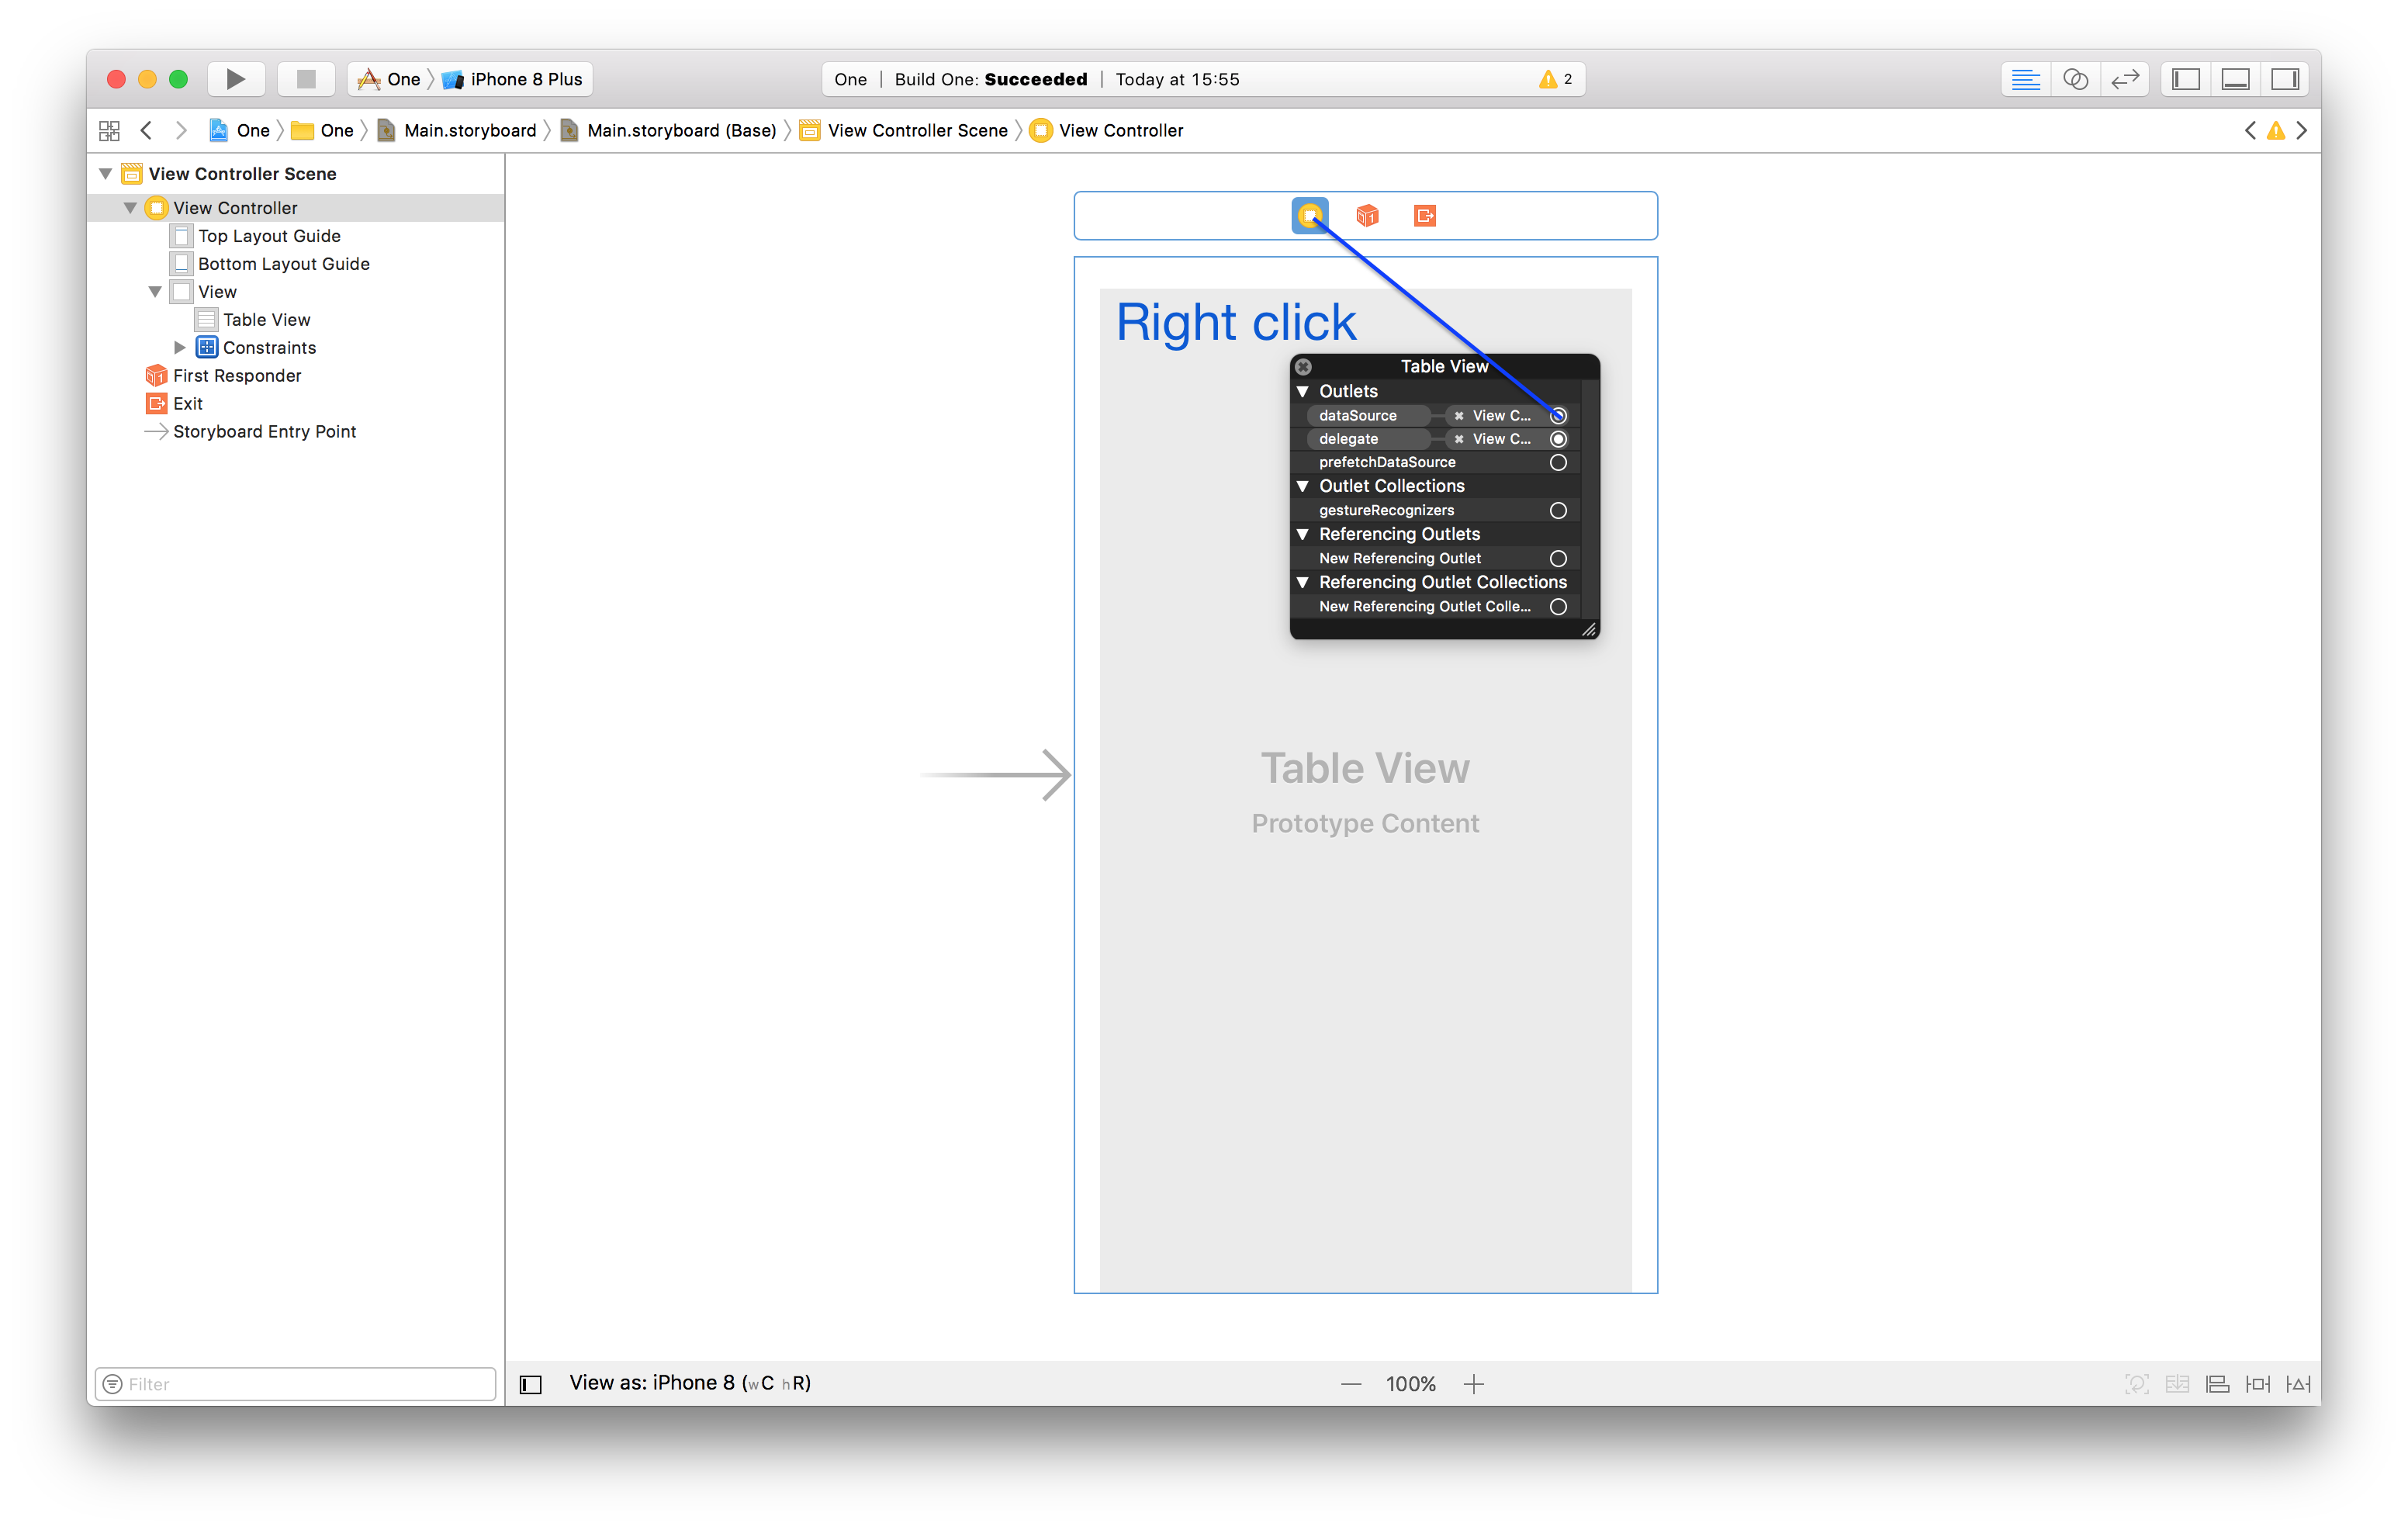 One iPhone 8 Plus
One | Build One: Succeeded | Today at 15:55
2
One One Main.storyboard Main.storyboard (Base) View Controller Scene View Controller
View Controller Scene
View Controller
Top Layout Guide
Bottom Layout Guide
View
Table View
Constraints
First Responder
Exit
Storyboard Entry Point
Right click
Table View
Outlets
dataSource View C...
delegate View C...
prefetchDataSource
Outlet Collections
gestureRecognizers
Referencing Outlets
New Referencing Outlet
Referencing Outlet Collections
New Referencing Outlet Colle...
Table View
Prototype Content
Filter
View as: iPhone 8 (wC hR)
100%